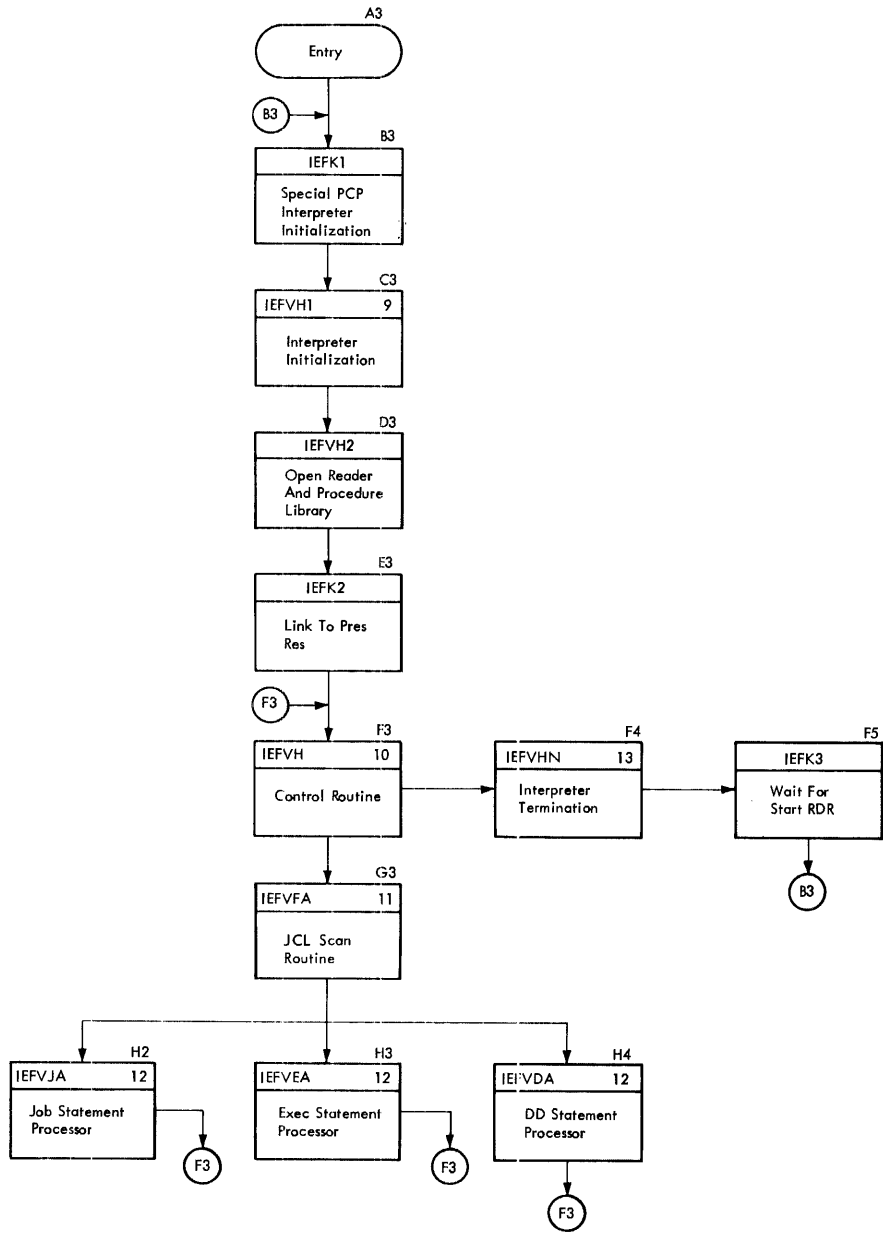 A3
Entry
B3
B3
IEFK1
Special PCP
Interpreter
Initialization
C3
IEFVH1 9
Interpreter
Initialization
D3
IEFVH2
Open Reader
And Procedure
Library
E3
IEFK2
Link To Pres
Res
F3
F3
IEFVH 10
Control Routine
F4
IEFVHN 13
Interpreter
Termination
F5
IEFK3
Wait For
Start RDR
B3
G3
IEFVFA 11
JCL Scan
Routine
H2
IEFVJA 12
Job Statement
Processor
F3
H3
IEFVEA 12
Exec Statement
Processor
F3
H4
IEFVDA 12
DD Statement
Processor
F3